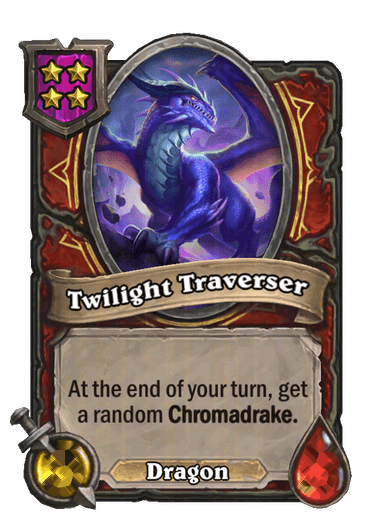 Twilight Traverser
At the end of your turn, get
a random Chromadrake.
Dragon